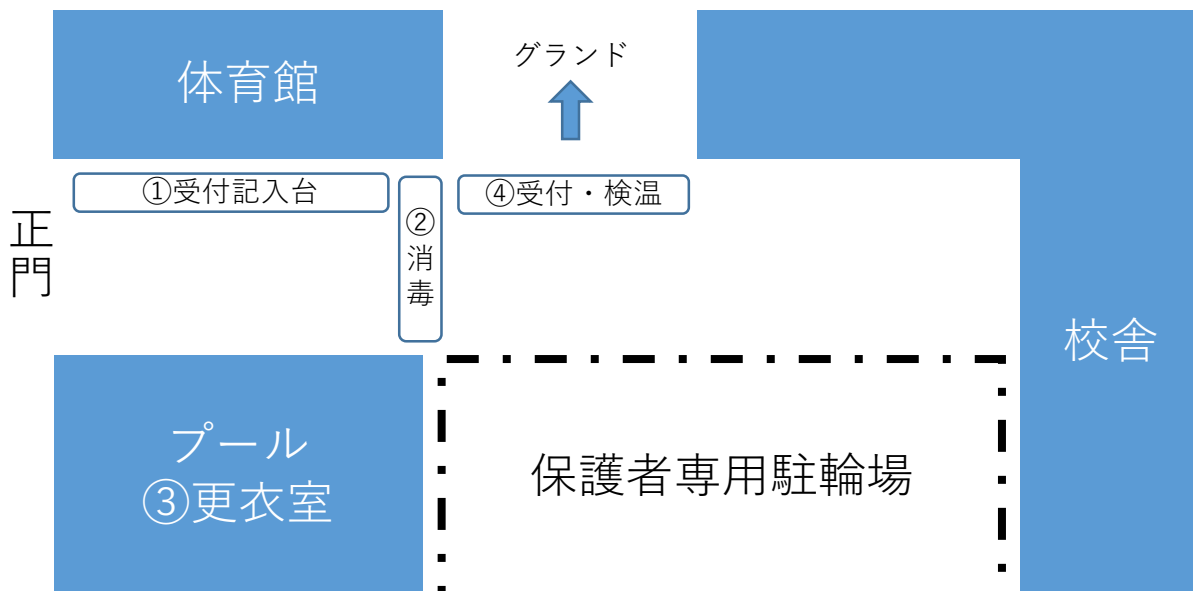 体育館
グランド
①受付記入台
④受付・検温
②消毒
正門
校舎
プール
③更衣室
保護者専用駐輪場